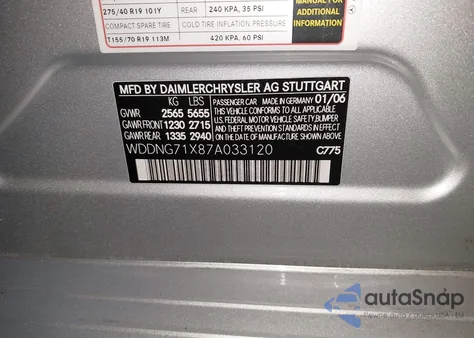 MANUAL FOR
ADDITIONAL
INFORMATION
275/40 R19 101Y REAR 240 KPA, 35 PSI
COMPACT SPARE TIRE COLD TIRE INFLATION PRESSURE
T155/70 R19 113M 420 KPA, 60 PSI
MFD BY DAIMLERCHRYSLER AG STUTTGART
KG LBS PASSENGER CAR MADE IN GERMANY 01/06
GVWR 2565 5655 THIS VEHICLE CONFORMS TO ALL APPLICABLE
GAWR FRONT 1230 2715 U.S. FEDERAL MOTOR VEHICLE SAFETY, BUMPER,
GAWR REAR 1335 2940 AND THEFT PREVENTION STANDARDS IN EFFECT
ON THE DATE OF MANUFACTURE SHOWN ABOVE
WDDNG71X87A033120 C775
autoSnap